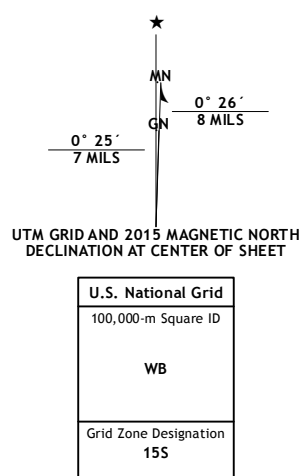 ★
MN
0° 26´
8 MILS
GN
0° 25´
7 MILS
UTM GRID AND 2015 MAGNETIC NORTH
DECLINATION AT CENTER OF SHEET
U.S. National Grid
100,000-m Square ID
WB
Grid Zone Designation
15S